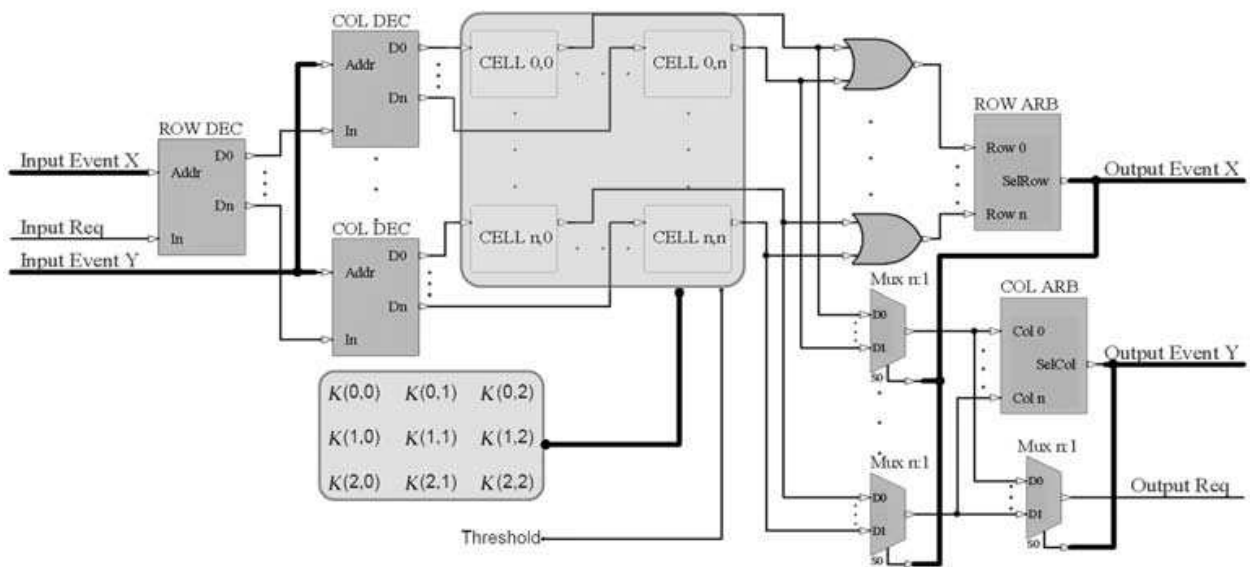 COL DEC
D0
Addr
Dn
In
CELL 0,0
CELL 0,n
ROW ARB
Row 0
SelRow
Row n
Output Event X
ROW DEC
D0
Addr
Dn
In
Input Event X
Input Req
Input Event Y
COL DEC
D0
Addr
Dn
In
CELL n,0
CELL n,n
Mux n:1
D0
D1
S0
COL ARB
Col 0
SelCol
Col n
Output Event Y
K(0,0) K(0,1) K(0,2)
K(1,0) K(1,1) K(1,2)
K(2,0) K(2,1) K(2,2)
Mux n:1
D0
D1
S0
Mux n:1
D0
D1
S0
Output Req
Threshold